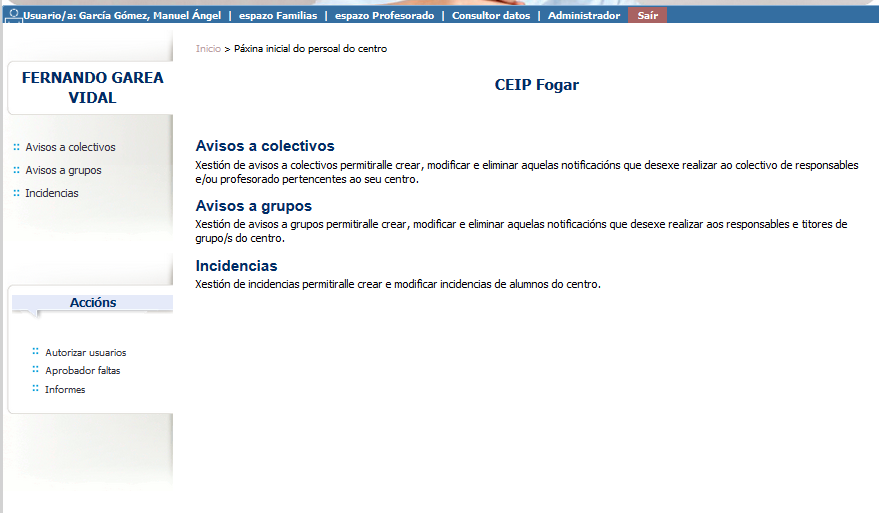 Usuario/a: García Gómez, Manuel Ángel | espazo Familias | espazo Profesorado | Consultor datos | Administrador Saír
Inicio > Páxina inicial do persoal do centro
FERNANDO GAREA
VIDAL
CEIP Fogar
Avisos a colectivos
Avisos a grupos
Incidencias
Avisos a colectivos
Xestión de avisos a colectivos permitiralle crear, modificar e eliminar aquelas notificacións que desexe realizar ao colectivo de responsables
e/ou profesorado pertencentes ao seu centro.
Avisos a grupos
Xestión de avisos a grupos permitiralle crear, modificar e eliminar aquelas notificacións que desexe realizar aos responsables e titores de
grupo/s do centro.
Incidencias
Xestión de incidencias permitiralle crear e modificar incidencias de alumnos do centro.
Accións
Autorizar usuarios
Aprobador faltas
Informes